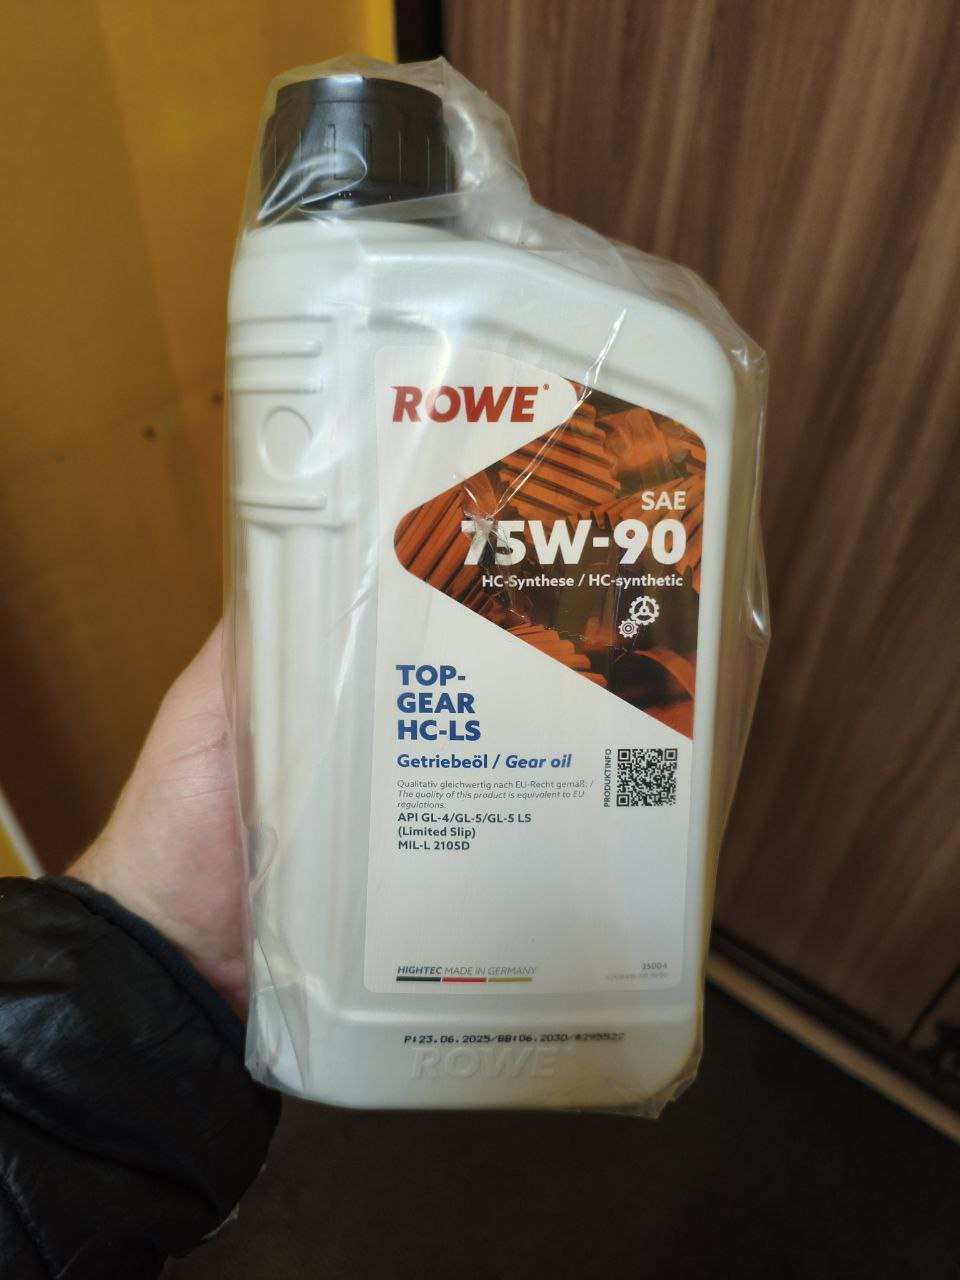 ROWE®
SAE
75W-90
HC-Synthese / HC-synthetic
TOP-
GEAR
HC-LS
Getriebeöl / Gear oil
Qualitativ gleichwertig nach EU-Recht gemäß: /
The quality of this product is equivalent to EU
regulations:
API GL-4/GL-5/GL-5 LS
(Limited Slip)
MIL-L 2105D
PRODUKTINFO
HIGHTEC MADE IN GERMANY
25004
P:23.06.2025/BB:06.2030/#295522
ROWE